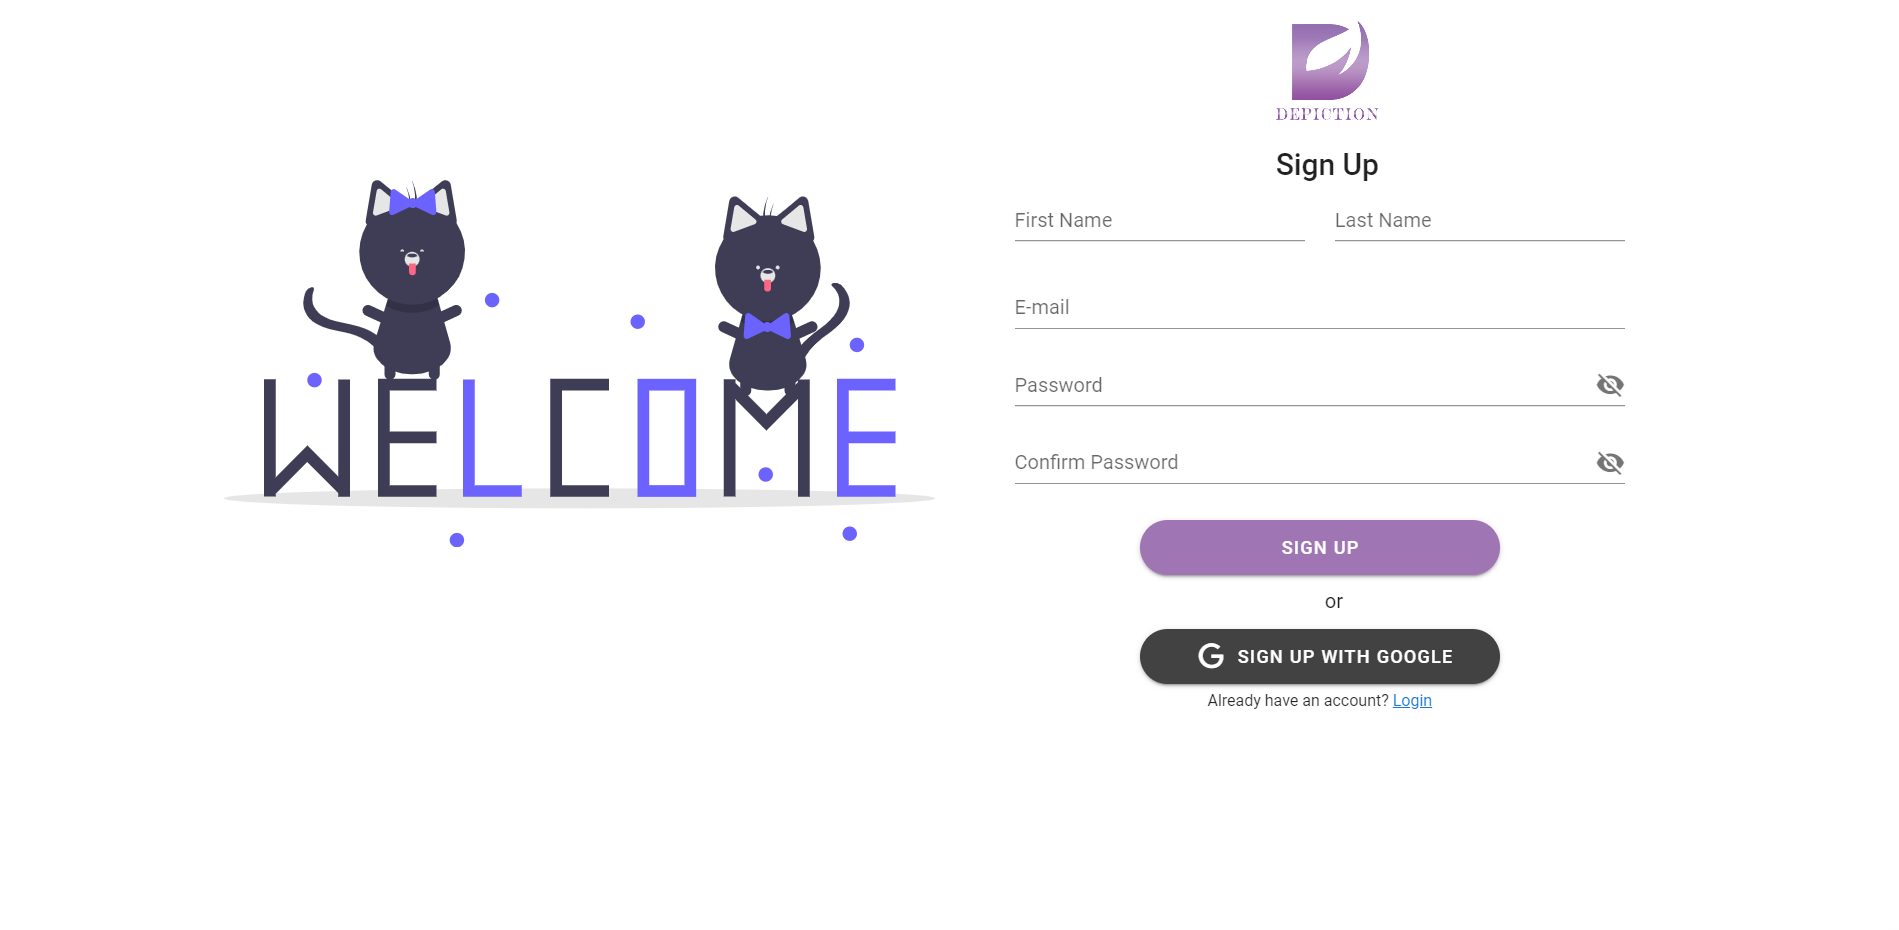 WELCOME
DEPICTION
Sign Up
First Name Last Name
E-mail
Password
Confirm Password
SIGN UP
or
SIGN UP WITH GOOGLE
Already have an account? Login